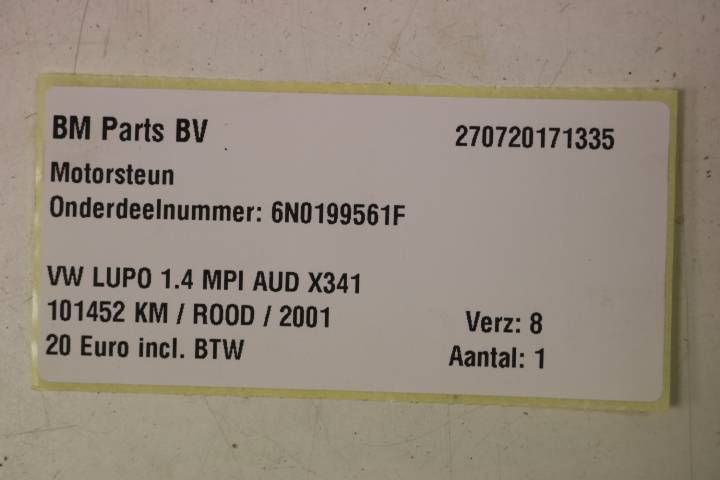 BM Parts BV 270720171335
Motorsteun
Onderdeelnummer: 6N0199561F
VW LUPO 1.4 MPI AUD X341
101452 KM / ROOD / 2001 Verz: 8
20 Euro incl. BTW Aantal: 1